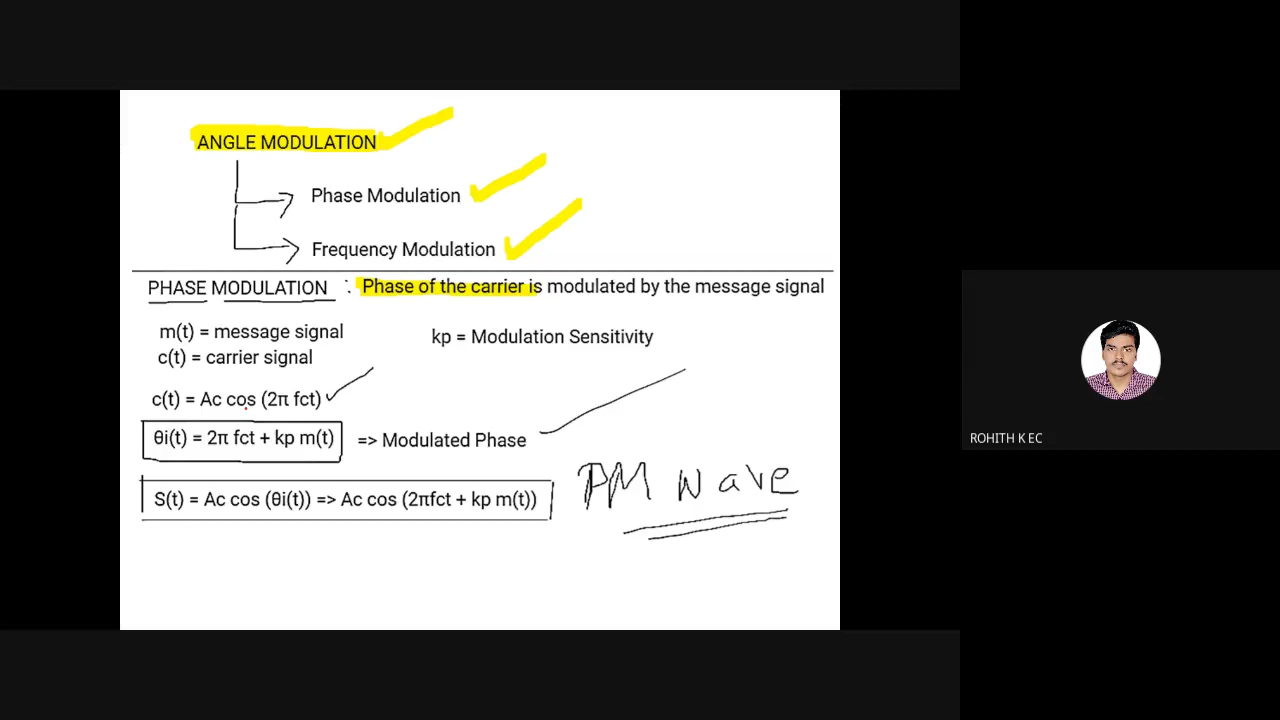 ANGLE MODULATION
Phase Modulation
Frequency Modulation
PHASE MODULATION : Phase of the carrier is modulated by the message signal
m(t) = message signal
kp = Modulation Sensitivity
c(t) = carrier signal
c(t) = Ac cos (2π fct)
θi(t) = 2π fct + kp m(t) => Modulated Phase
S(t) = Ac cos (θi(t)) => Ac cos (2πfct + kp m(t))
PM wave
ROHITH K EC